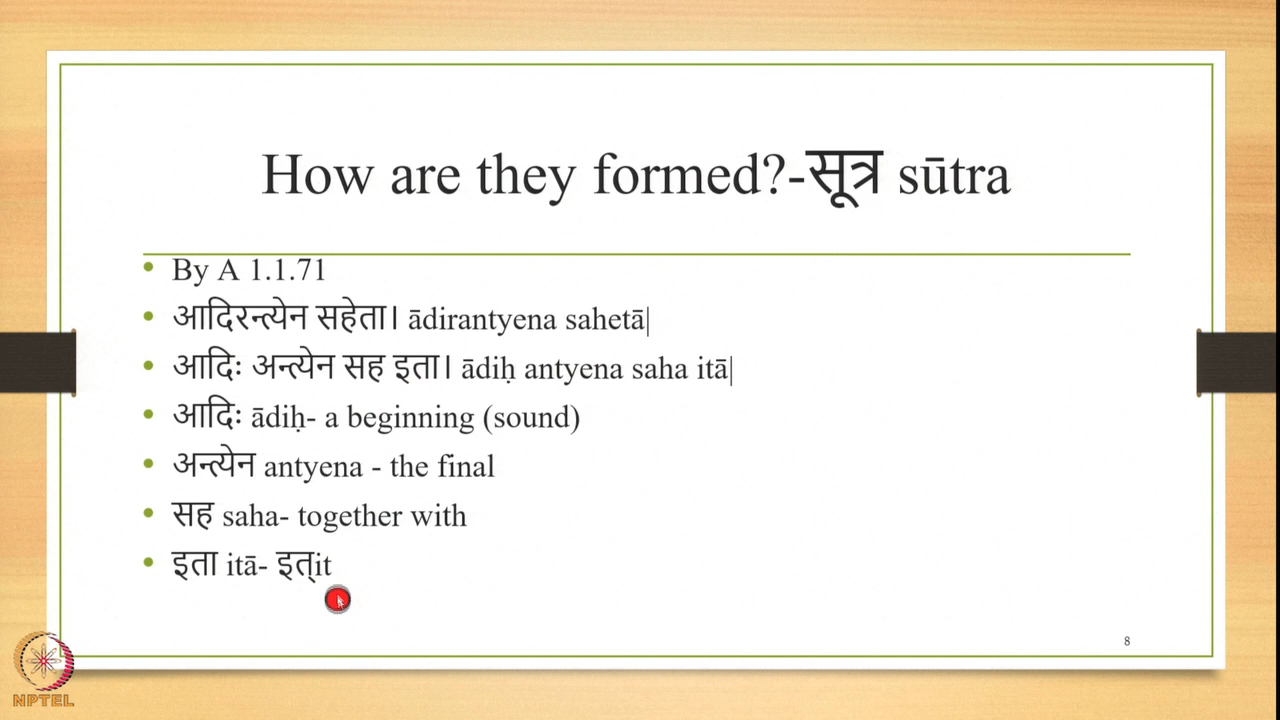 How are they formed?-सूत्र sūtra
• By A 1.1.71
• आदिरन्त्येन सहेता। ādirantyena sahetā|
• आदिः अन्त्येन सह इता। ādiḥ antyena saha itā|
• आदिः ādiḥ- a beginning (sound)
• अन्त्येन antyena - the final
• सह saha- together with
• इता itā- इत्it
8
NPTEL